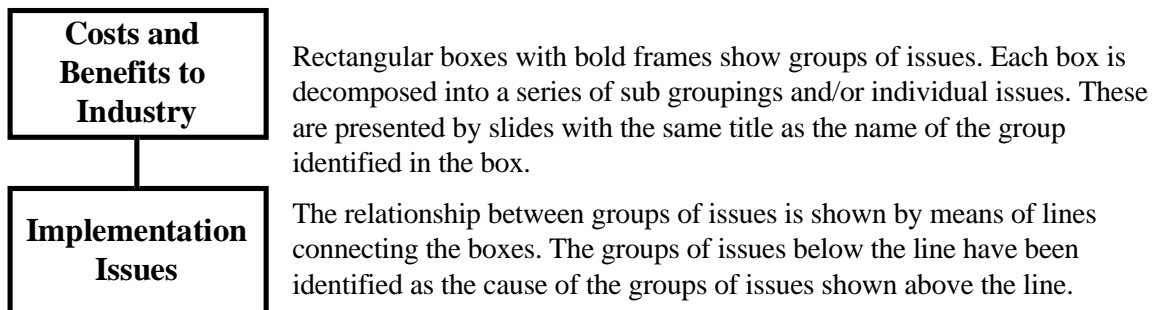 Costs and
Benefits to
Industry
Rectangular boxes with bold frames show groups of issues. Each box is
decomposed into a series of sub groupings and/or individual issues. These
are presented by slides with the same title as the name of the group
identified in the box.
Implementation
Issues
The relationship between groups of issues is shown by means of lines
connecting the boxes. The groups of issues below the line have been
identified as the cause of the groups of issues shown above the line.